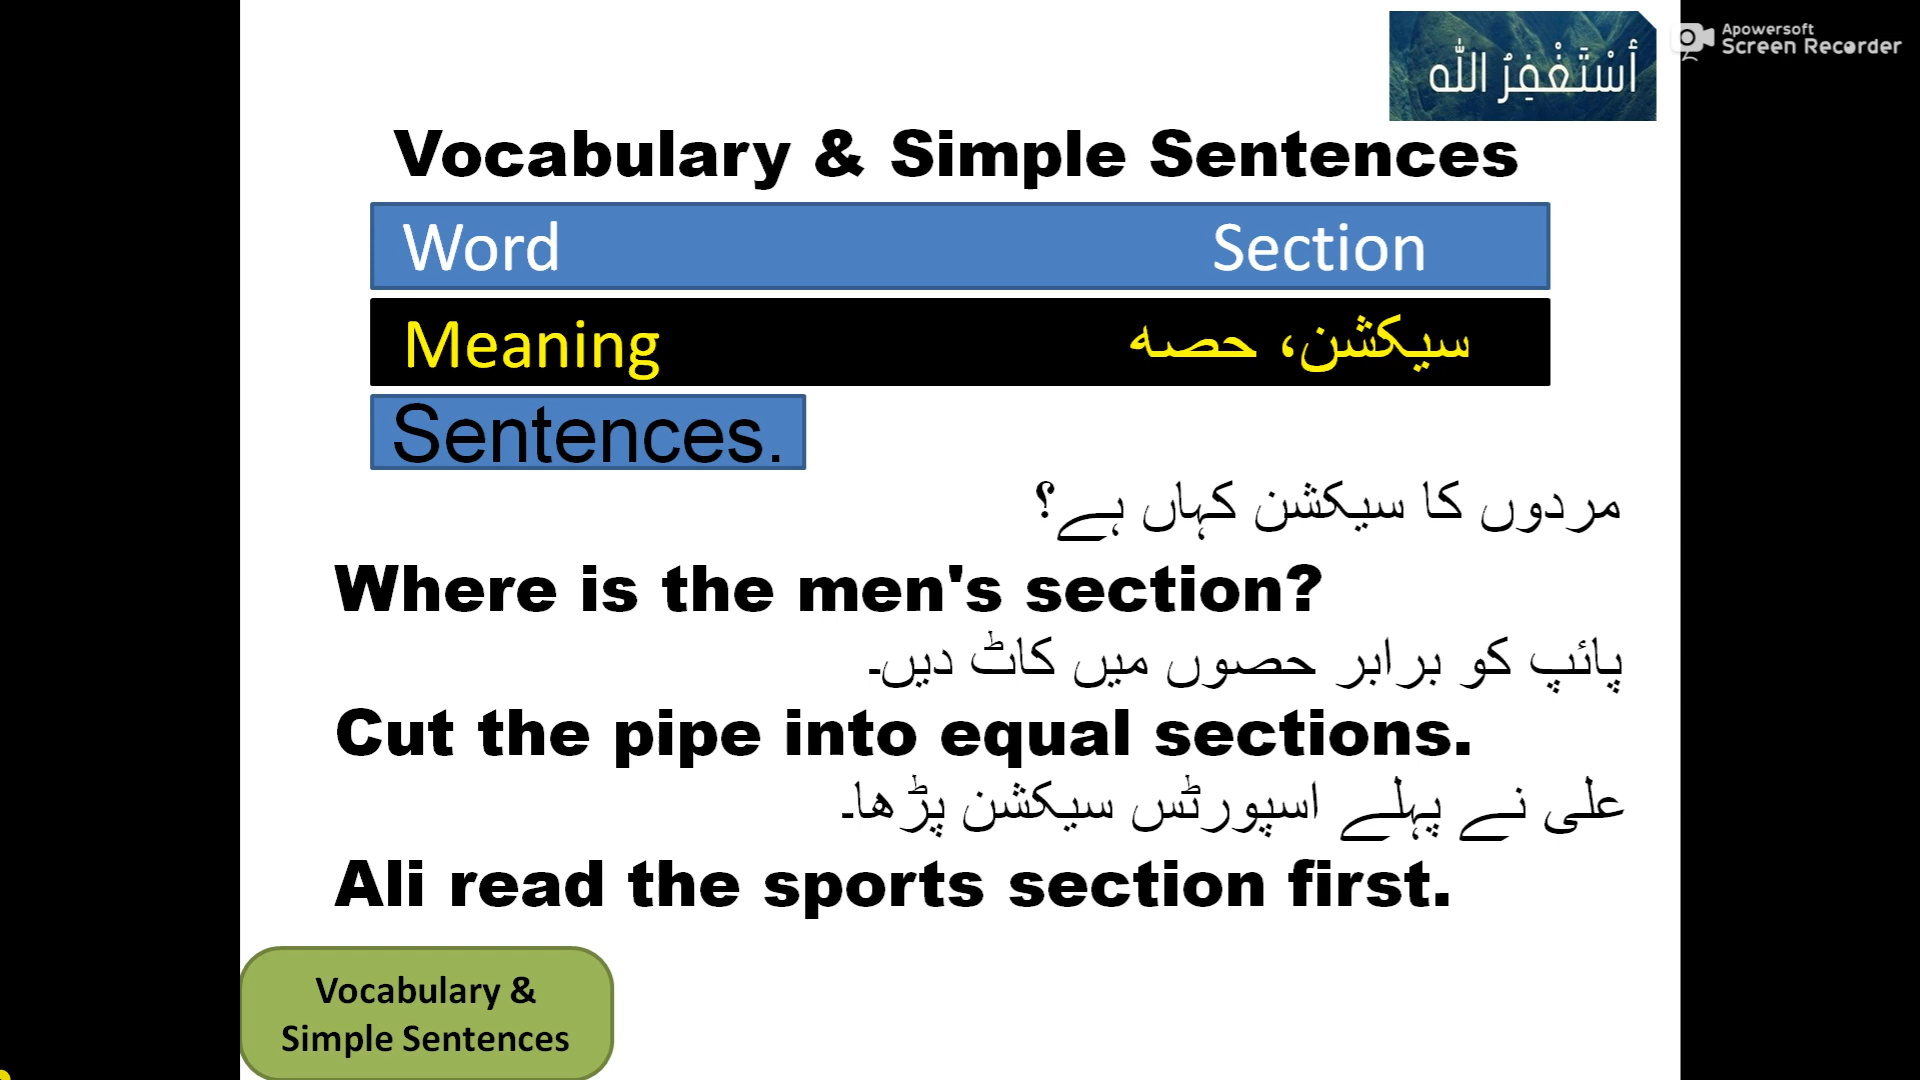 أسْتَغْفِرُ الله
Apowersoft
Screen Recorder
Vocabulary & Simple Sentences
Word Section
Meaning سیکشن، حصہ
Sentences.
مردوں کا سیکشن کہاں ہے؟
Where is the men's section?
پائپ کو برابر حصوں میں کاٹ دیں۔
Cut the pipe into equal sections.
علی نے پہلے اسپورٹس سیکشن پڑھا۔
Ali read the sports section first.
Vocabulary &
Simple Sentences